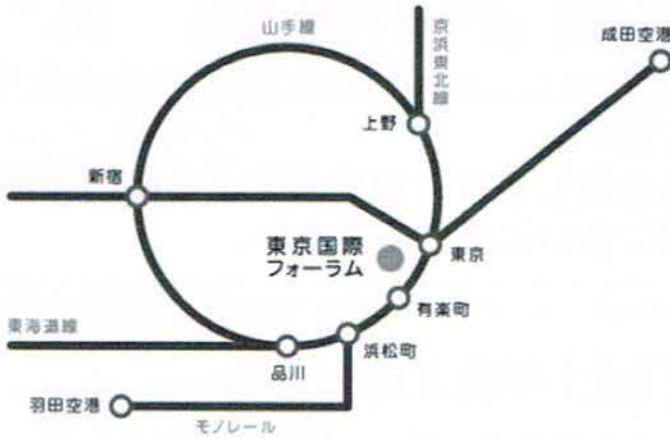 山手線
京浜東北線
成田空港
上野
新宿
東京国際
フォーラム
東京
有楽町
東海道線
浜松町
品川
羽田空港
モノレール